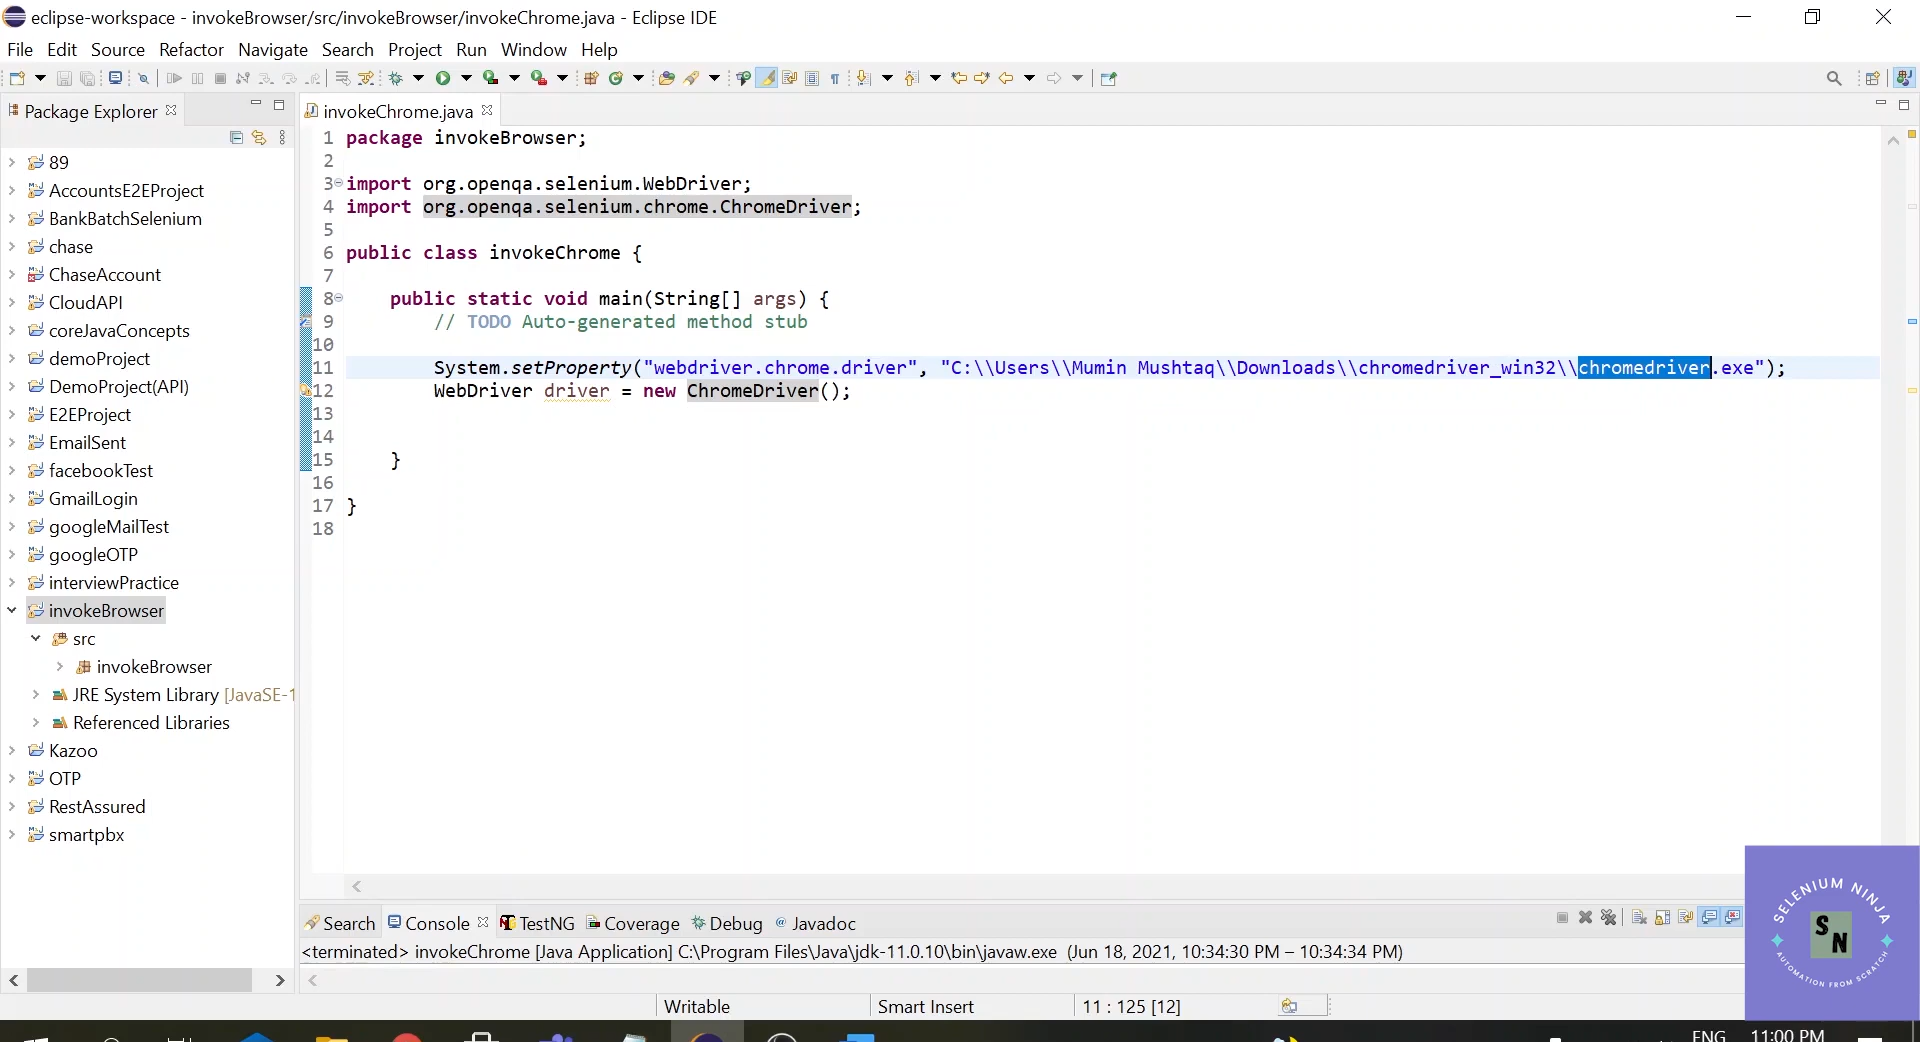 eclipse-workspace - invokeBrowser/src/invokeBrowser/invokeChrome.java - Eclipse IDE
File Edit Source Refactor Navigate Search Project Run Window Help
Package Explorer
89
AccountsE2EProject
BankBatchSelenium
chase
ChaseAccount
CloudAPI
coreJavaConcepts
demoProject
DemoProject(API)
E2EProject
EmailSent
facebookTest
GmailLogin
googleMailTest
googleOTP
interviewPractice
invokeBrowser
src
invokeBrowser
JRE System Library [JavaSE-1
Referenced Libraries
Kazoo
OTP
RestAssured
smartpbx
invokeChrome.java
1 package invokeBrowser;
2
3 import org.openqa.selenium.WebDriver;
4 import org.openqa.selenium.chrome.ChromeDriver;
5
6 public class invokeChrome {
7
8 public static void main(String[] args) {
9 // TODO Auto-generated method stub
10
11 System.setProperty("webdriver.chrome.driver", "C:\\Users\\Mumin Mushtaq\\Downloads\\chromedriver_win32\\chromedriver.exe");
12 WebDriver driver = new ChromeDriver();
13
14
15 }
16
17 }
18
Search Console TestNG Coverage Debug @ Javadoc
<terminated> invokeChrome [Java Application] C:\Program Files\Java\jdk-11.0.10\bin\javaw.exe (Jun 18, 2021, 10:34:30 PM – 10:34:34 PM)
Writable Smart Insert 11 : 125 [12]
SELENIUM NINJA
SN
AUTOMATION FROM SCRATCH
ENG 11:00 PM